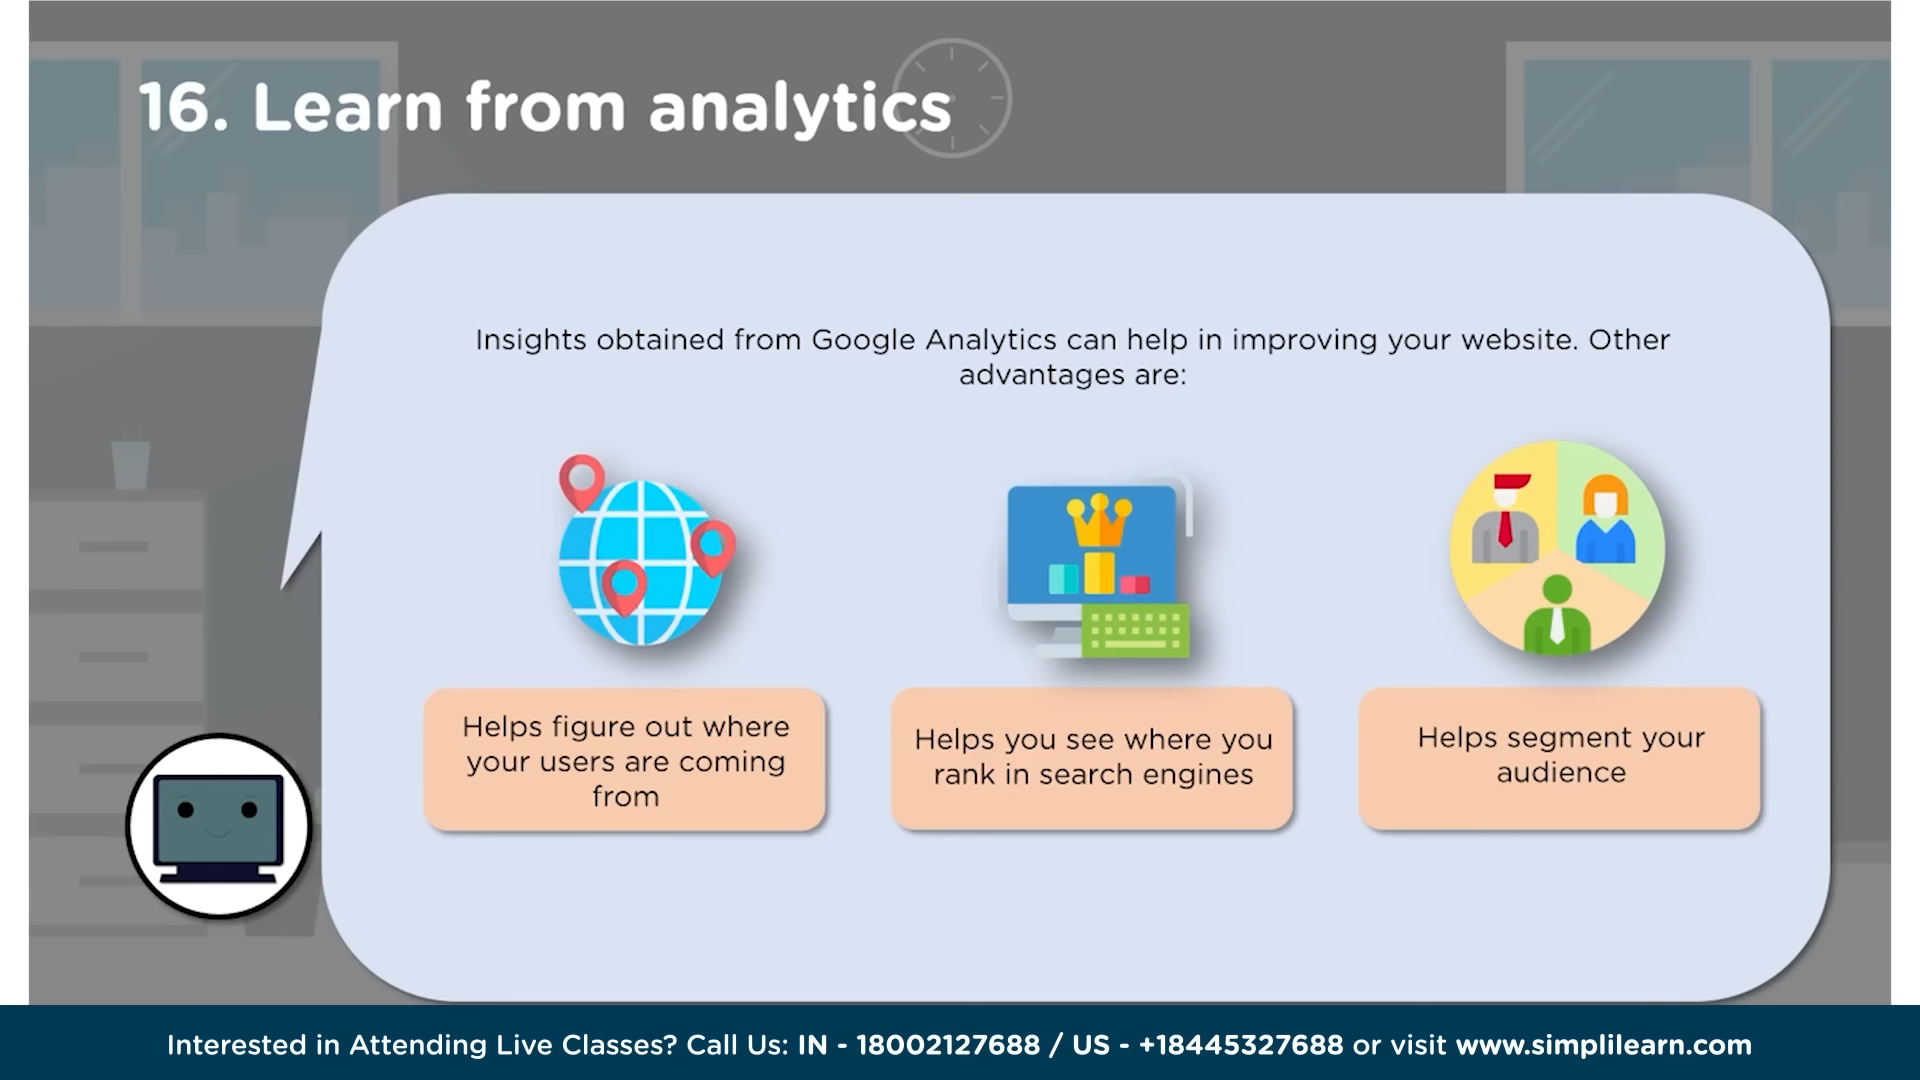 16. Learn from analytics
Insights obtained from Google Analytics can help in improving your website. Other
advantages are:
Helps figure out where
your users are coming
from
Helps you see where you
rank in search engines
Helps segment your
audience
Interested in Attending Live Classes? Call Us: IN - 18002127688 / US - +18445327688 or visit www.simplilearn.com